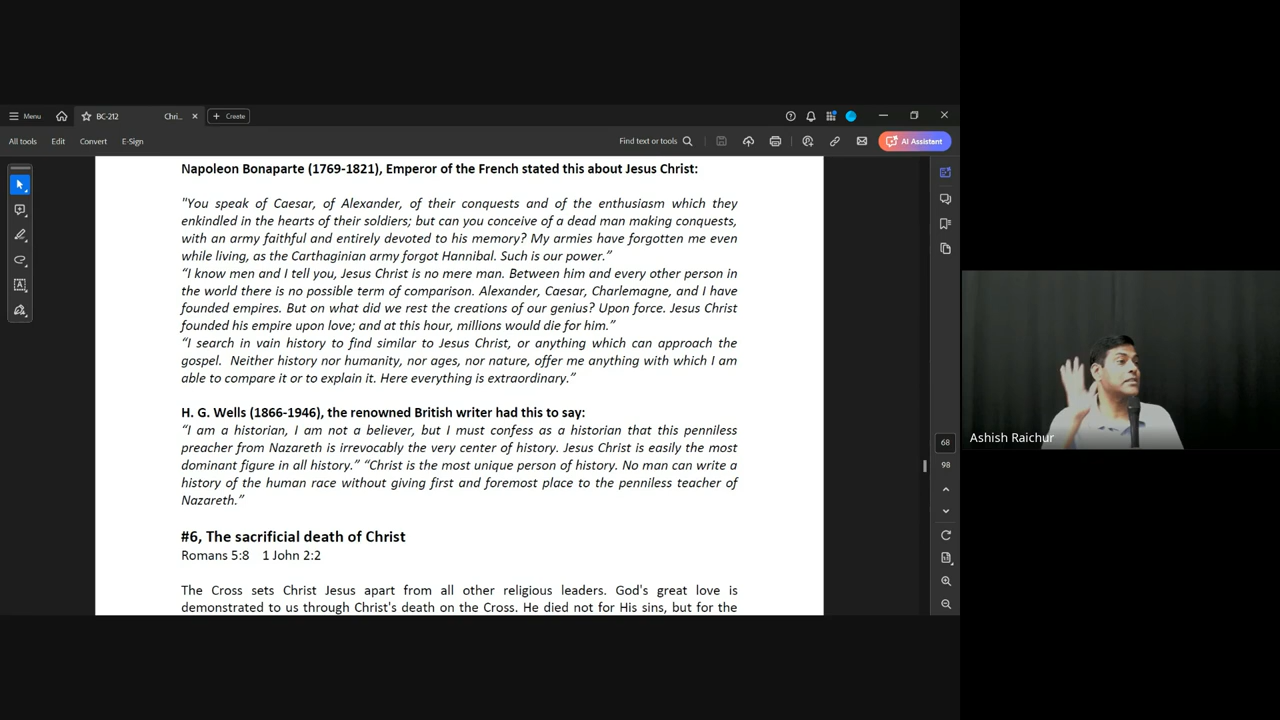 Menu
BC-212
Chri...
Create
All tools
Edit
Convert
E-Sign
Find text or tools
AI Assistant
Napoleon Bonaparte (1769-1821), Emperor of the French stated this about Jesus Christ:
"You speak of Caesar, of Alexander, of their conquests and of the enthusiasm which they
enkindled in the hearts of their soldiers; but can you conceive of a dead man making conquests,
with an army faithful and entirely devoted to his memory? My armies have forgotten me even
while living, as the Carthaginian army forgot Hannibal. Such is our power.”
“I know men and I tell you, Jesus Christ is no mere man. Between him and every other person in
the world there is no possible term of comparison. Alexander, Caesar, Charlemagne, and I have
founded empires. But on what did we rest the creations of our genius? Upon force. Jesus Christ
founded his empire upon love; and at this hour, millions would die for him.”
“I search in vain history to find similar to Jesus Christ, or anything which can approach the
gospel. Neither history nor humanity, nor ages, nor nature, offer me anything with which I am
able to compare it or to explain it. Here everything is extraordinary.”
H. G. Wells (1866-1946), the renowned British writer had this to say:
“I am a historian, I am not a believer, but I must confess as a historian that this penniless
preacher from Nazareth is irrevocably the very center of history. Jesus Christ is easily the most
dominant figure in all history.” “Christ is the most unique person of history. No man can write a
history of the human race without giving first and foremost place to the penniless teacher of
Nazareth.”
#6, The sacrificial death of Christ
Romans 5:8 1 John 2:2
The Cross sets Christ Jesus apart from all other religious leaders. God's great love is
demonstrated to us through Christ's death on the Cross. He died not for His sins, but for the
68
98
Ashish Raichur